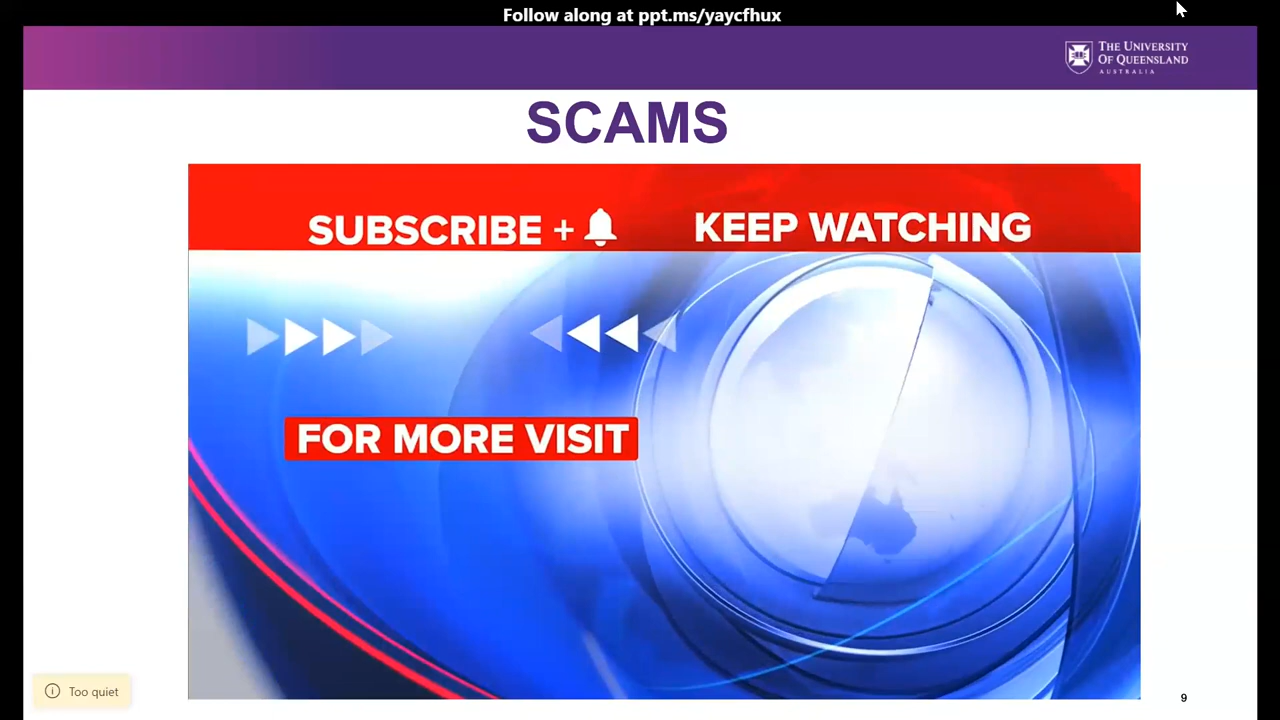 Follow along at ppt.ms/yaycfhux
THE UNIVERSITY
OF QUEENSLAND
AUSTRALIA
SCAMS
SUBSCRIBE +
KEEP WATCHING
FOR MORE VISIT
Too quiet
9